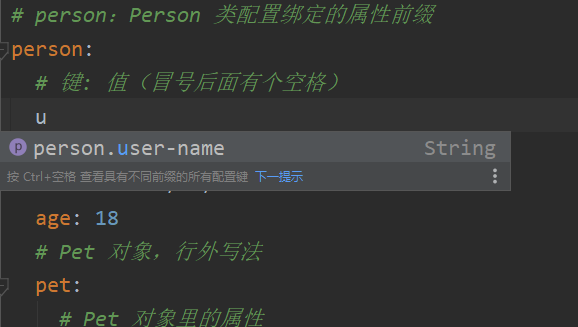 # person：Person 类配置绑定的属性前缀
person:
# 键: 值（冒号后面有个空格）
u
p person.user-name String
按 Ctrl+空格 查看具有不同前缀的所有配置键 下一提示
age: 18
# Pet 对象，行外写法
pet:
# Pet 对象里的属性